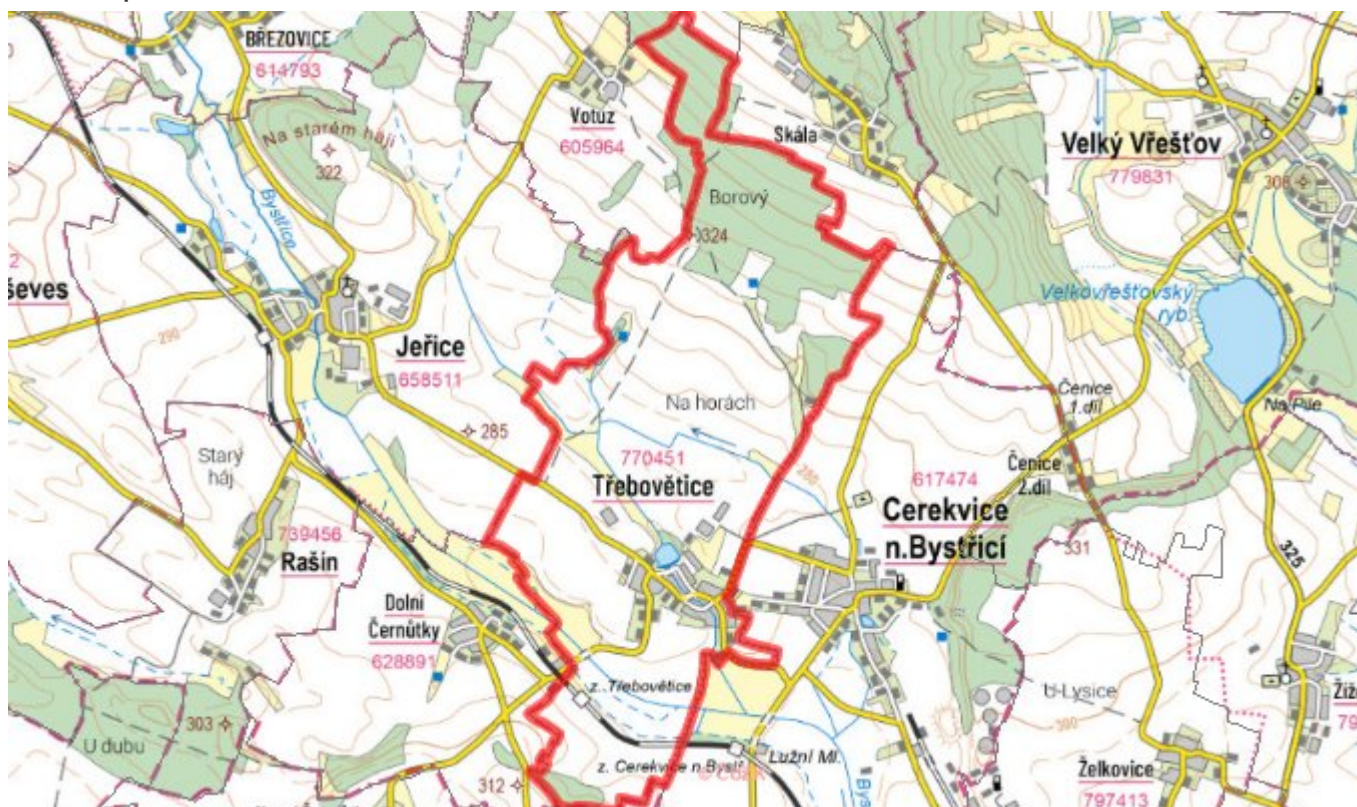 BŘEZOVICE
614793
Na starém háji
322
Bystřice
Votuz
605964
Skála
Velký Vřešťov
779831
308
Borový
324
Velkovřešťovský
ryb.
Jeřice
658511
290
285
Na horách
Čenice
1.díl
Na Pile
Starý
háj
770451
Třebovětice
280
617474
Cerekvice
n.Bystřicí
Čenice
2.díl
739456
Rašín
331
325
Dolní
Černůtky
628891
z. Třebovětice
U Lysice
300
303
U dubu
312
z. Cerekvice n.Bystř.
Lužní Ml.
Želkovice
797413